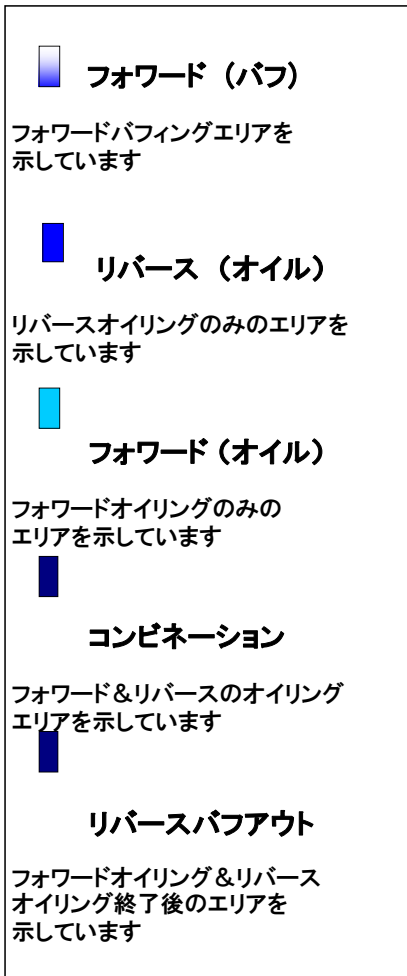 フォワード （バフ）
フォワードバフィングエリアを
示しています
リバース （オイル）
リバースオイリングのみのエリアを
示しています
フォワード（オイル）
フォワードオイリングのみの
エリアを示しています
コンビネーション
フォワード＆リバースのオイリング
エリアを示しています
リバースバフアウト
フォワードオイリング＆リバース
オイリング終了後のエリアを
示しています